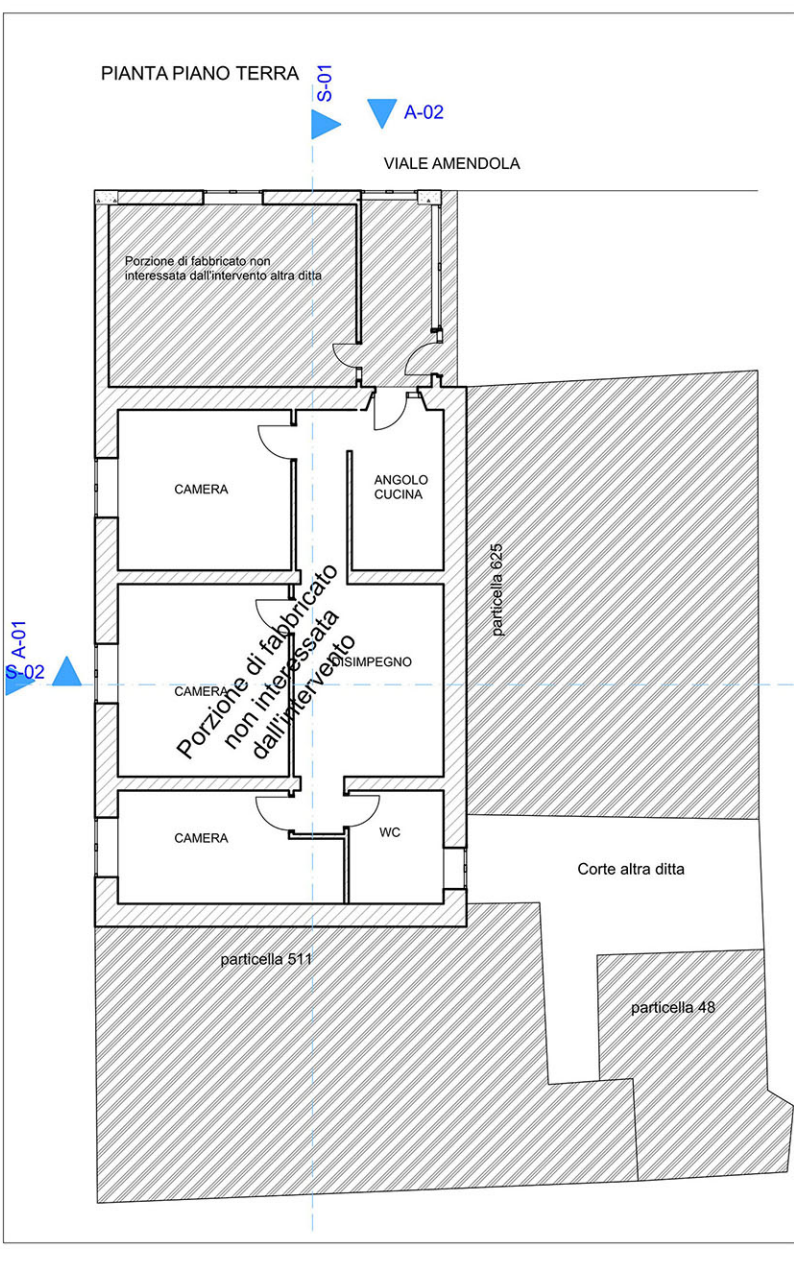 PIANTA PIANO TERRA
S-01
A-02
VIALE AMENDOLA
Porzione di fabbricato non
interessata dall'intervento altra ditta
CAMERA
ANGOLO
CUCINA
particella 625
Porzione di fabbricato
non interessata
dall'intervento
A-01
S-02
CAMERA
DISIMPEGNO
CAMERA
WC
Corte altra ditta
particella 511
particella 48